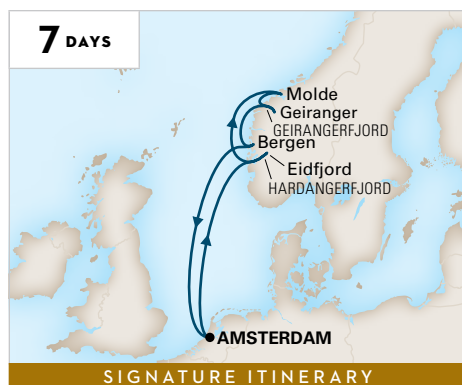 7 DAYS
Molde
Geiranger
GEIRANGERFJORD
Bergen
Eidfjord
HARDANGERFJORD
AMSTERDAM
SIGNATURE ITINERARY